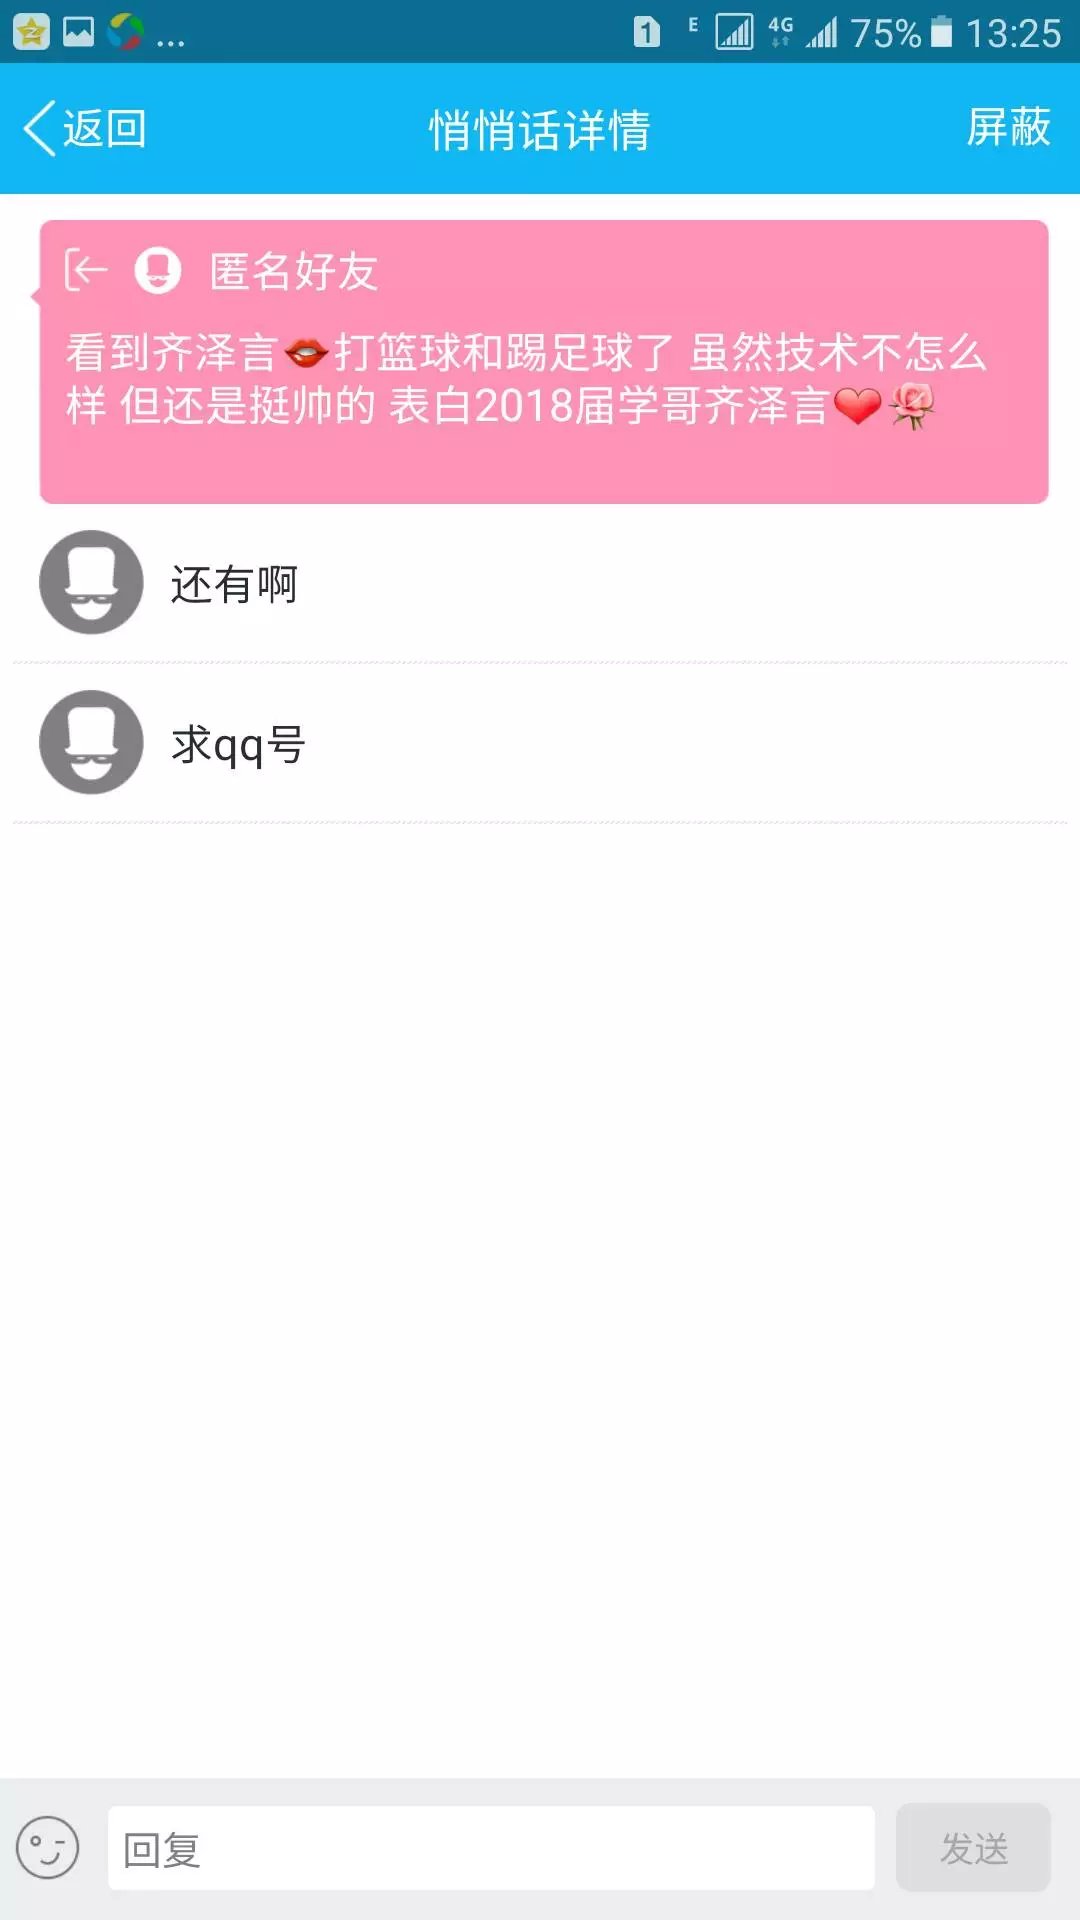 ... 1 E 4G 75% 13:25
返回 悄悄话详情 屏蔽
匿名好友
看到齐泽言👄打篮球和踢足球了 虽然技术不怎么
样 但还是挺帅的 表白2018届学哥齐泽言❤️🌹
还有啊
求qq号
回复 发送